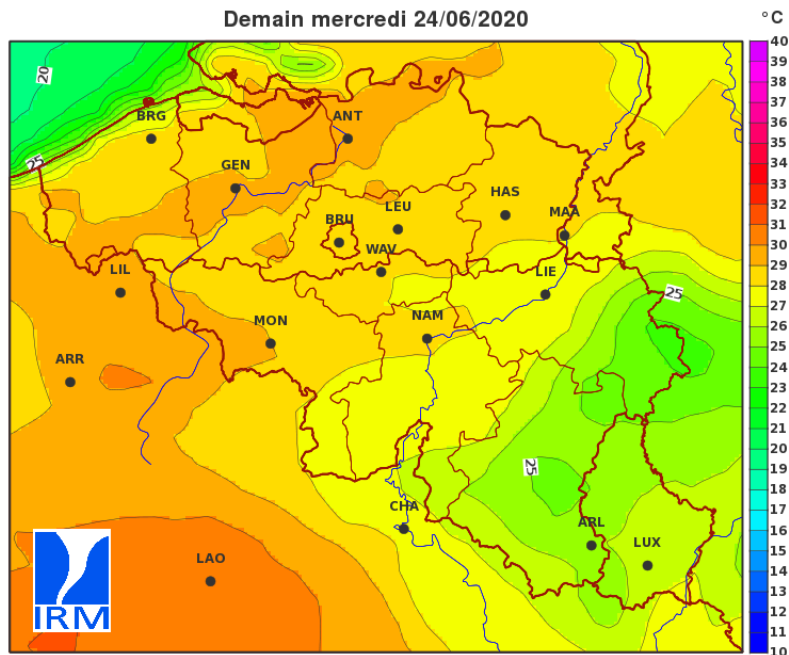 Demain mercredi 24/06/2020
°C
40
39
38
37
36
35
34
33
32
31
30
29
28
27
26
25
24
23
22
21
20
19
18
17
16
15
14
13
12
11
10
20
BRG
ANT
25
GEN
HAS
LEU
BRU
MAA
WAV
LIL
LIE
25
MON
NAM
ARR
25
CHA
ARL
LUX
LAO
IRM